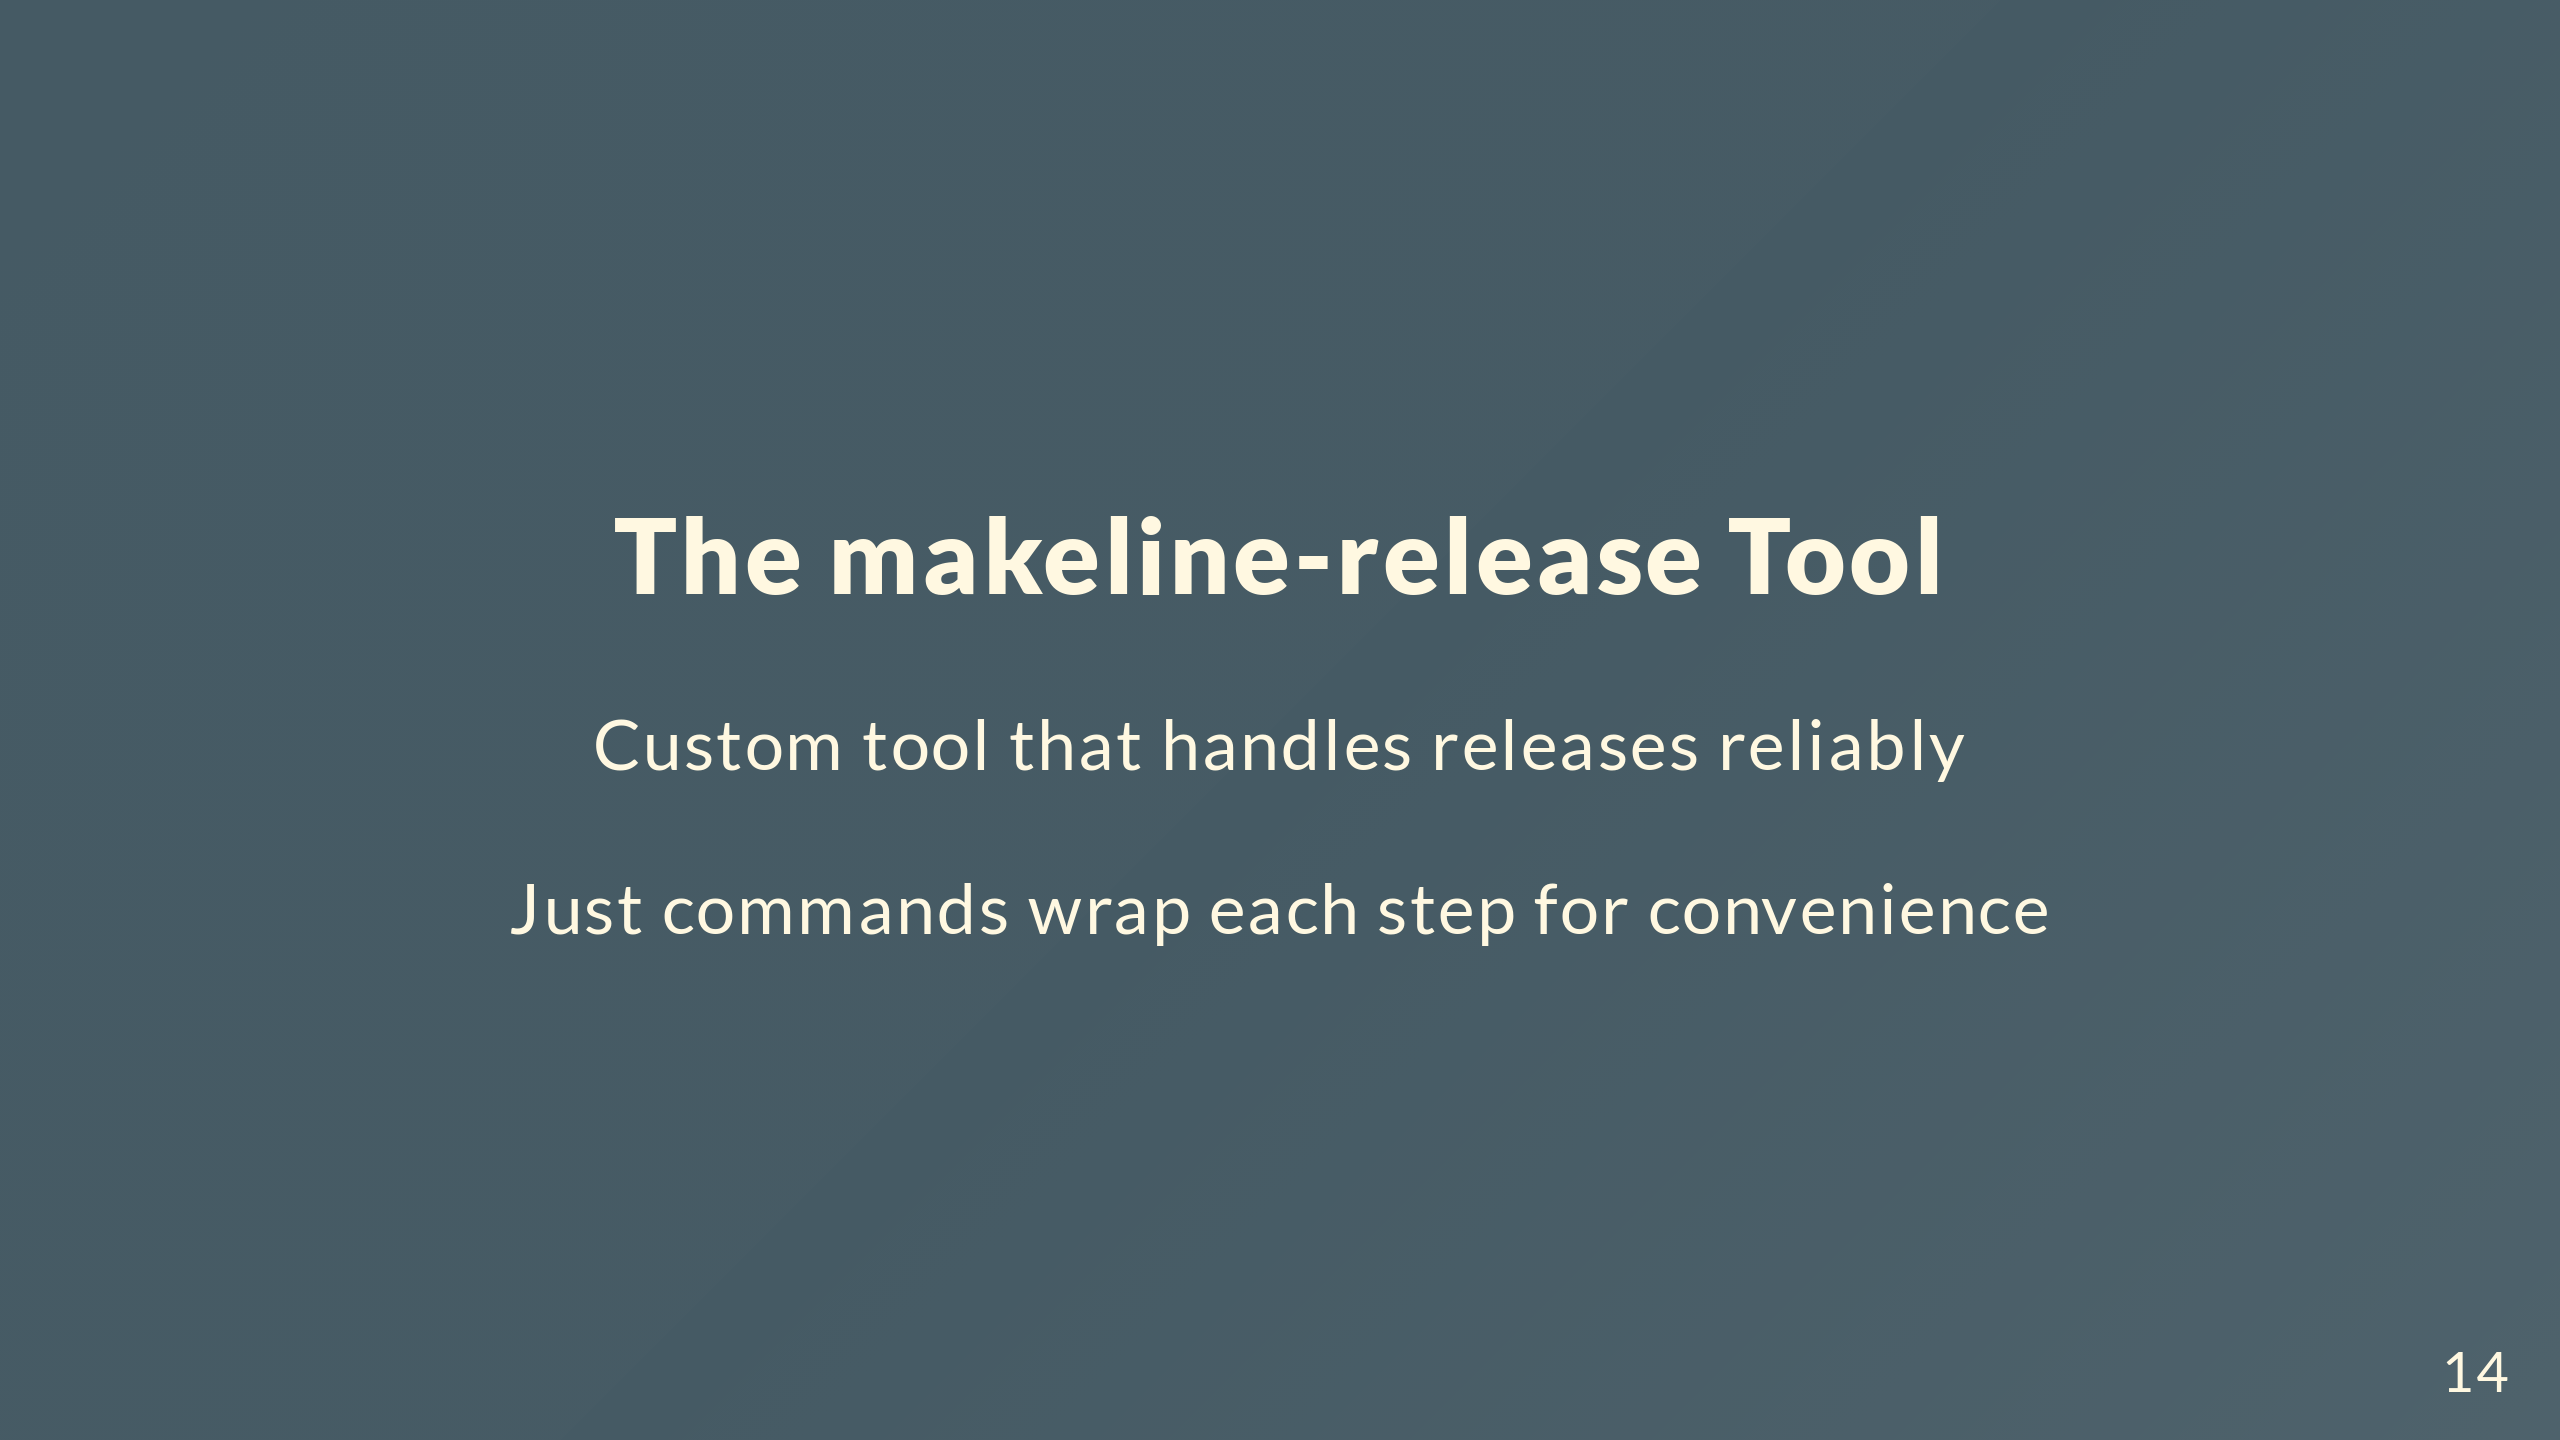 The makeline-release Tool
Custom tool that handles releases reliably
Just commands wrap each step for convenience
14